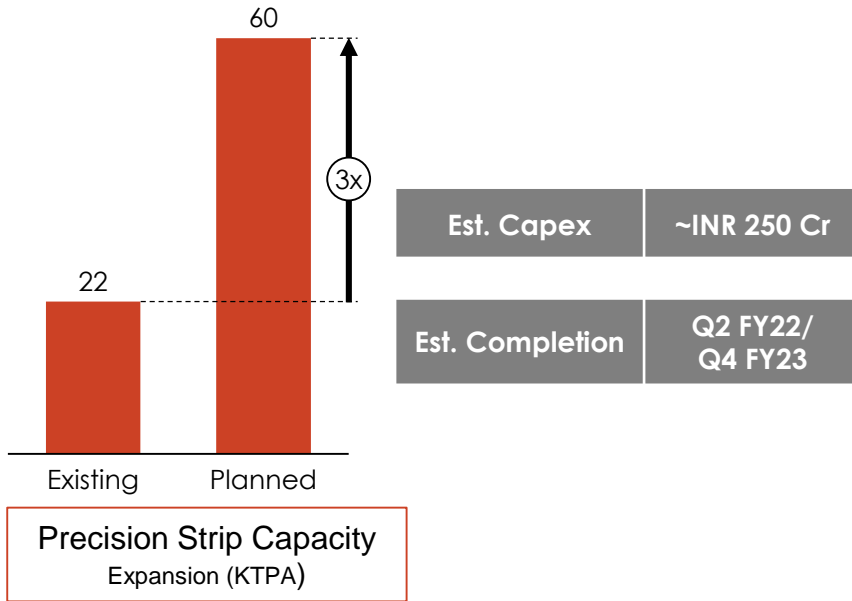 60
3x
22
Existing
Planned
Precision Strip Capacity
Expansion (KTPA)
Est. Capex
~INR 250 Cr
Est. Completion
Q2 FY22/
Q4 FY23